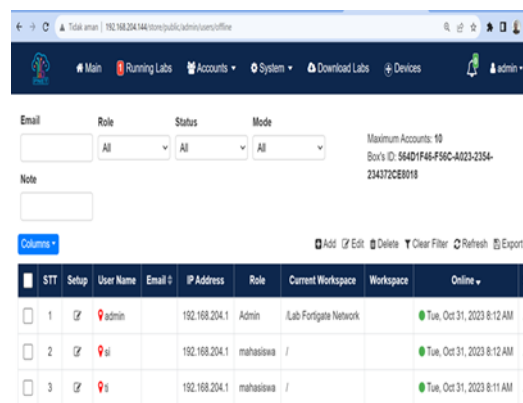 Tidak aman | 192.168.204.144/store/public/admin/users/offline
PNET
Main 1 Running Labs Accounts System Download Labs Devices admin
Email Role Status Mode
All All All
Maximum Accounts: 10
Box's ID: 564D1F46-F56C-A023-2354-
234372CE8018
Note
Columns Add Edit Delete Clear Filter Refresh Export
STT Setup User Name Email IP Address Role Current Workspace Workspace Online
1 admin 192.168.204.1 Admin /Lab Fortigate Network Tue, Oct 31, 2023 8:12 AM
2 si 192.168.204.1 mahasiswa / Tue, Oct 31, 2023 8:12 AM
3 ti 192.168.204.1 mahasiswa / Tue, Oct 31, 2023 8:11 AM